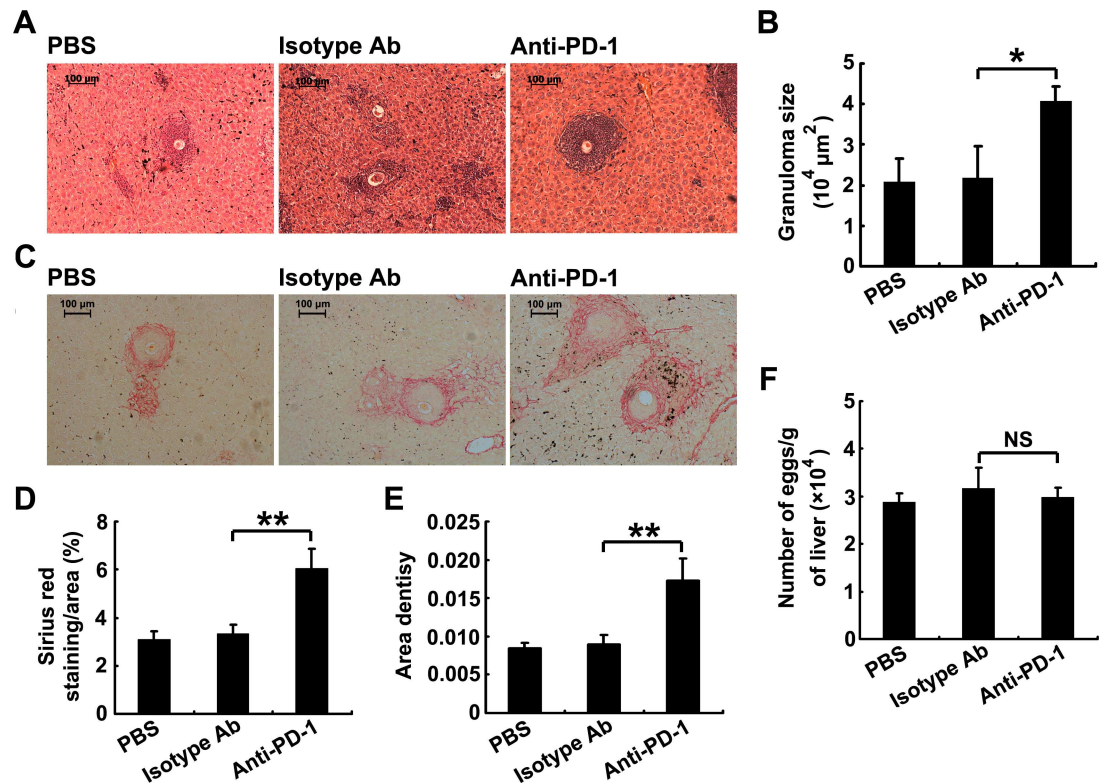 A
PBS
Isotype Ab
Anti-PD-1
100 μm
100 μm
100 μm
B
Granuloma size
(10⁴ μm²)
5
4
3
2
1
0
*
PBS
Isotype Ab
Anti-PD-1
C
PBS
Isotype Ab
Anti-PD-1
100 μm
100 μm
100 μm
D
Sirius red
staining/area (%)
8
6
4
2
0
**
PBS
Isotype Ab
Anti-PD-1
E
Area dentisy
0.025
0.020
0.015
0.010
0.005
0
**
PBS
Isotype Ab
Anti-PD-1
F
Number of eggs/g
of liver (×10⁴)
5
4
3
2
1
0
NS
PBS
Isotype Ab
Anti-PD-1